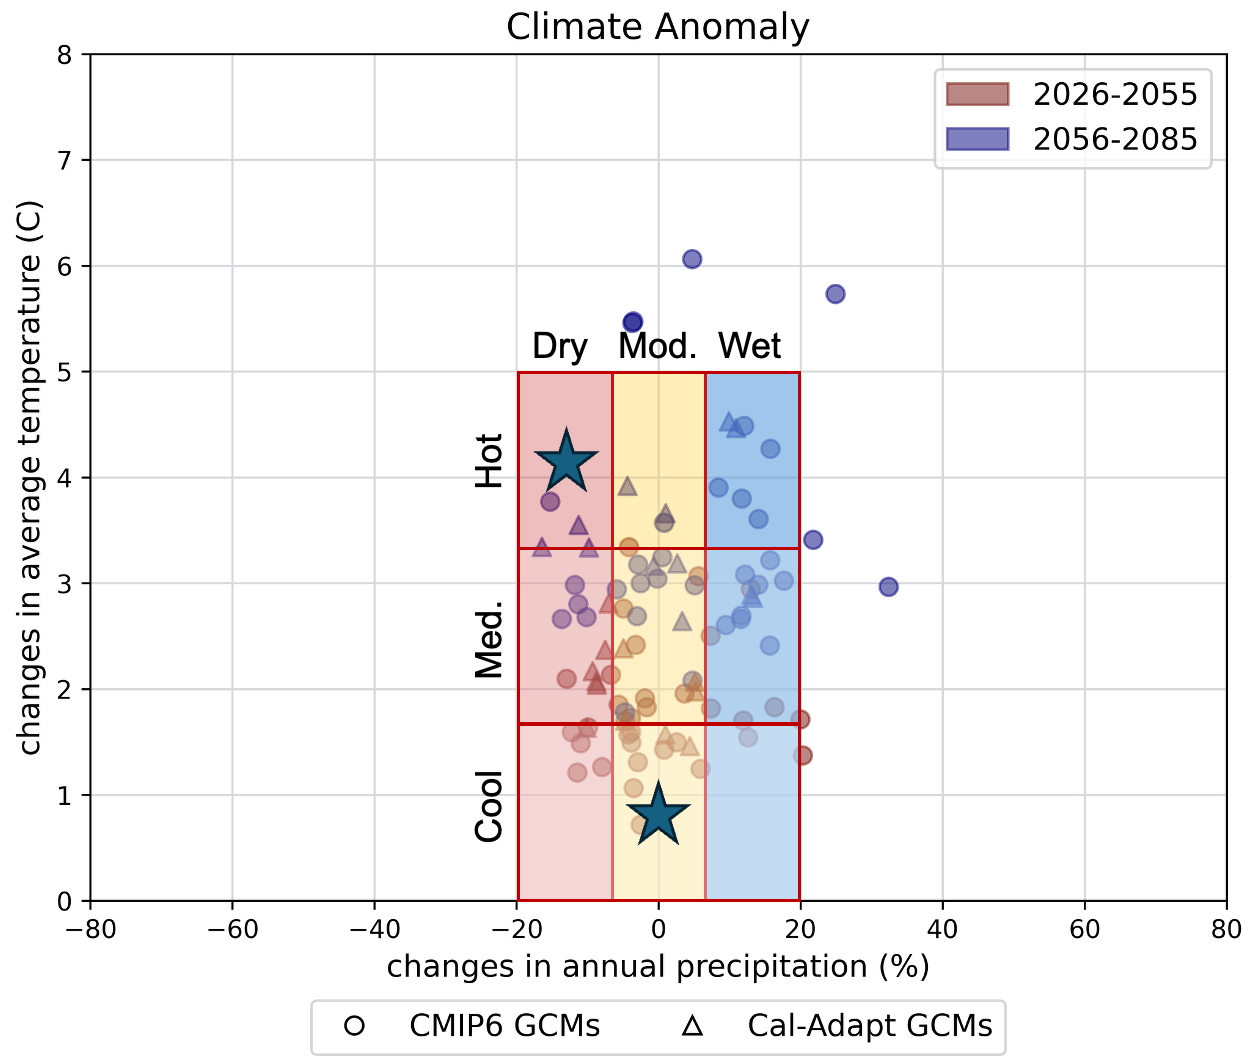 Climate Anomaly
2026-2055
2056-2085
Dry Mod. Wet
Hot
Med.
Cool
changes in average temperature (C)
8
7
6
5
4
3
2
1
0
−80 −60 −40 −20 0 20 40 60 80
changes in annual precipitation (%)
CMIP6 GCMs Cal-Adapt GCMs